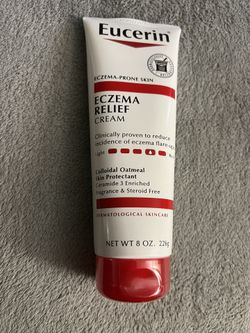 Eucerin®
ECZEMA-PRONE SKIN
ECZEMA
RELIEF
CREAM
Clinically proven to reduce
incidence of eczema flare-ups
Light
Colloidal Oatmeal
Skin Protectant
Ceramide 3 Enriched
Fragrance & Steroid Free
DERMATOLOGICAL SKINCARE
NET WT 8 OZ. 226g